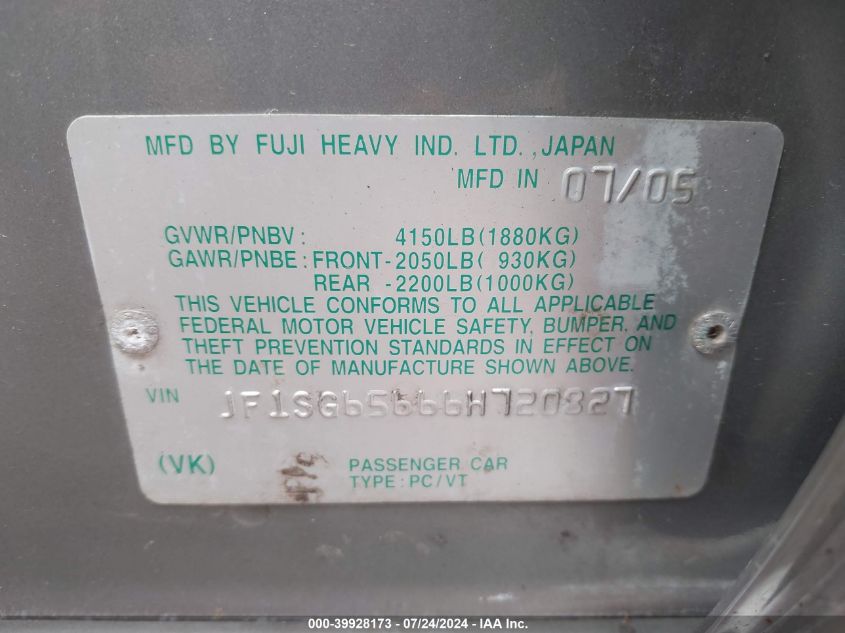 MFD BY FUJI HEAVY IND. LTD.,JAPAN
MFD IN 07/05
GVWR/PNBV: 4150LB(1880KG)
GAWR/PNBE:FRONT-2050LB( 930KG)
REAR -2200LB(1000KG)
THIS VEHICLE CONFORMS TO ALL APPLICABLE
FEDERAL MOTOR VEHICLE SAFETY, BUMPER, AND
THEFT PREVENTION STANDARDS IN EFFECT ON
THE DATE OF MANUFACTURE SHOWN ABOVE.
VIN JF1SG65666H720827
(VK) PASSENGER CAR
TYPE:PC/VT
000-39928173 - 07/24/2024 - IAA Inc.